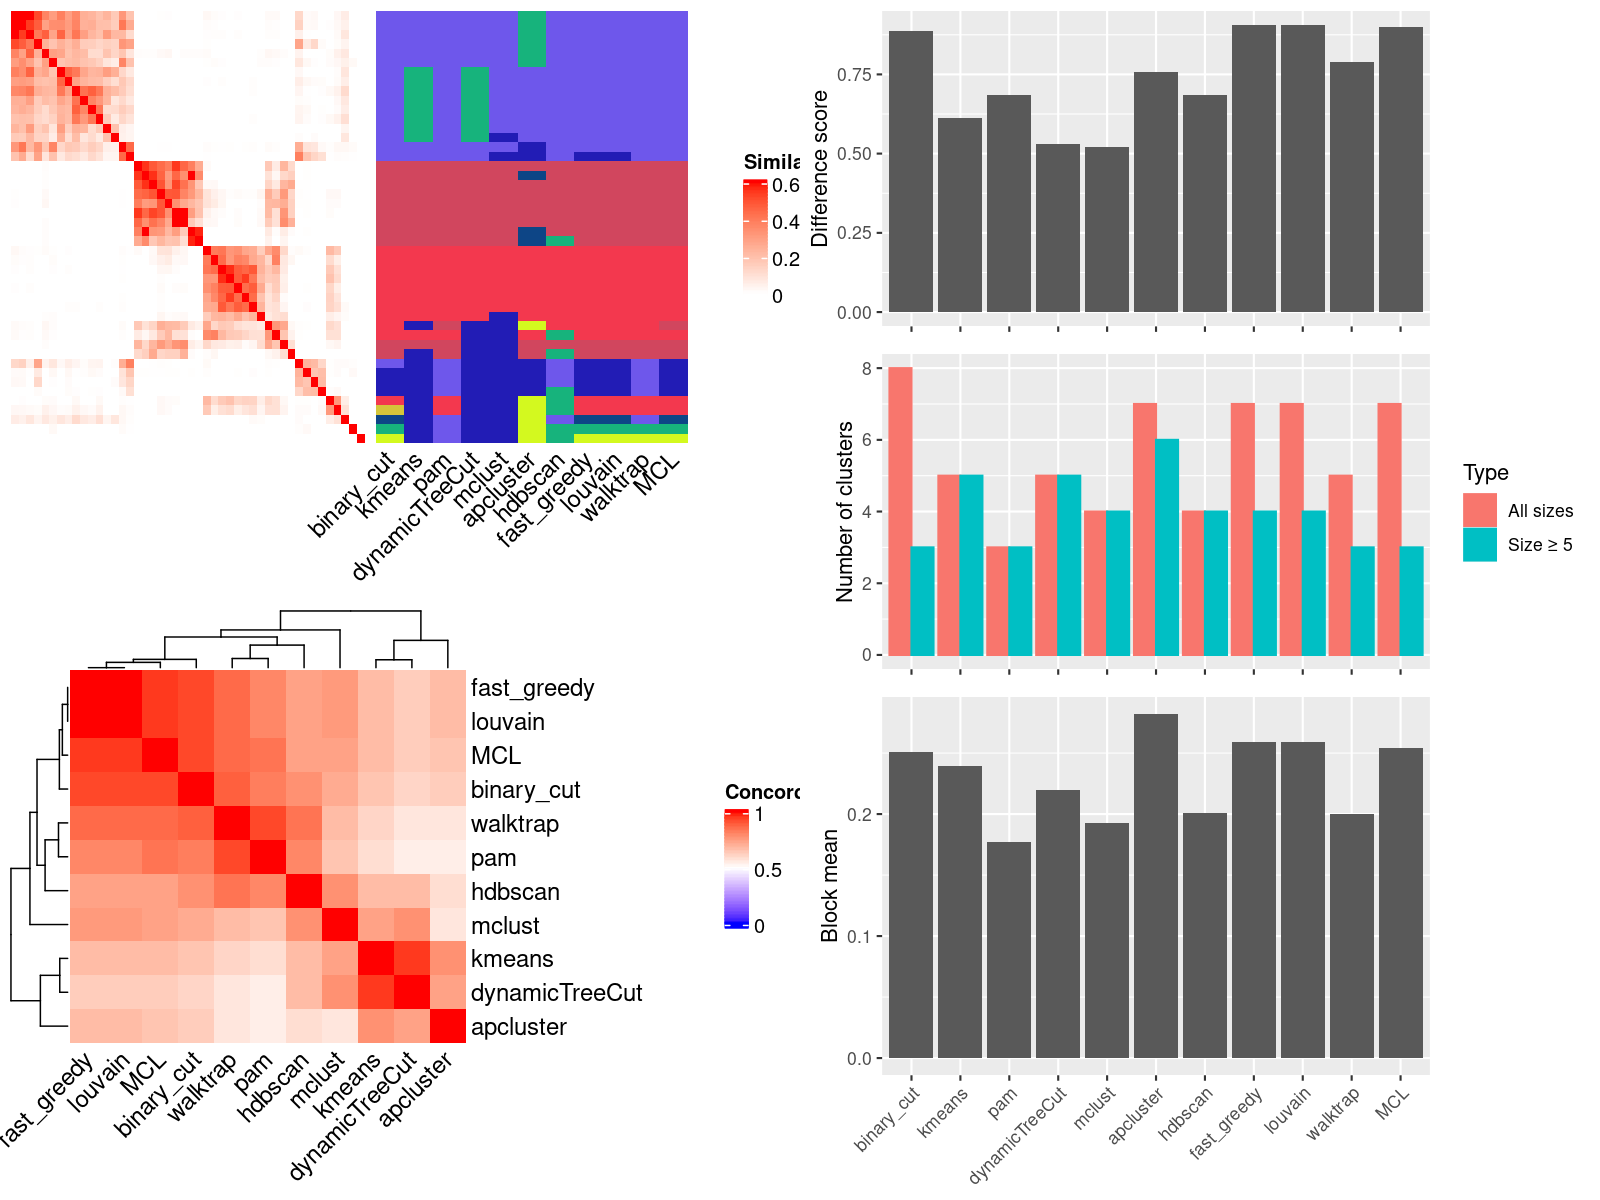 Simila
0.6
0.4
0.2
0
binary_cut
kmeans
pam
dynamicTreeCut
mclust
apcluster
hdbscan
fast_greedy
louvain
walktrap
MCL
fast_greedy
louvain
MCL
binary_cut
walktrap
pam
hdbscan
mclust
kmeans
dynamicTreeCut
apcluster
Concord
1
0.5
0
fast_greedy
louvain
MCL
binary_cut
walktrap
pam
hdbscan
mclust
kmeans
dynamicTreeCut
apcluster
Difference score
0.75
0.50
0.25
0.00
Number of clusters
8
6
4
2
0
Type
All sizes
Size ≥ 5
Block mean
0.2
0.1
0.0
binary_cut
kmeans
pam
dynamicTreeCut
mclust
apcluster
hdbscan
fast_greedy
louvain
walktrap
MCL